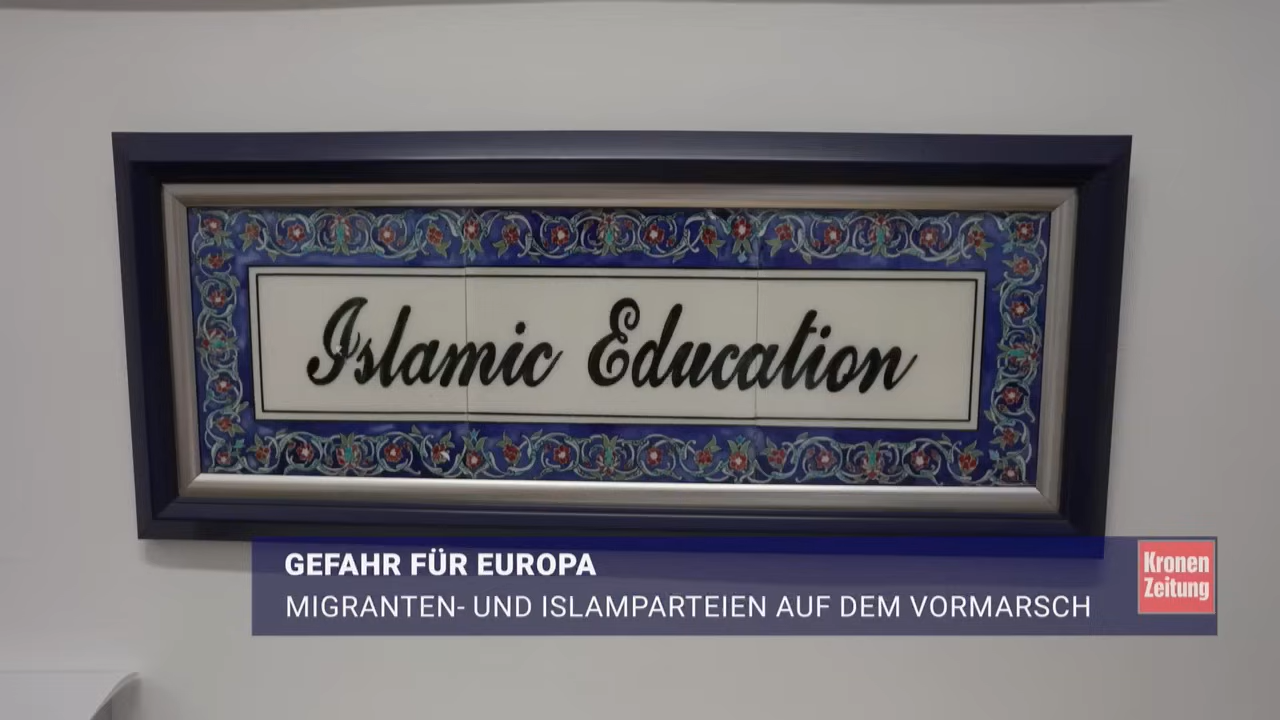 Islamic Education
GEFAHR FÜR EUROPA
MIGRANTEN- UND ISLAMPARTEIEN AUF DEM VORMARSCH
Kronen
Zeitung